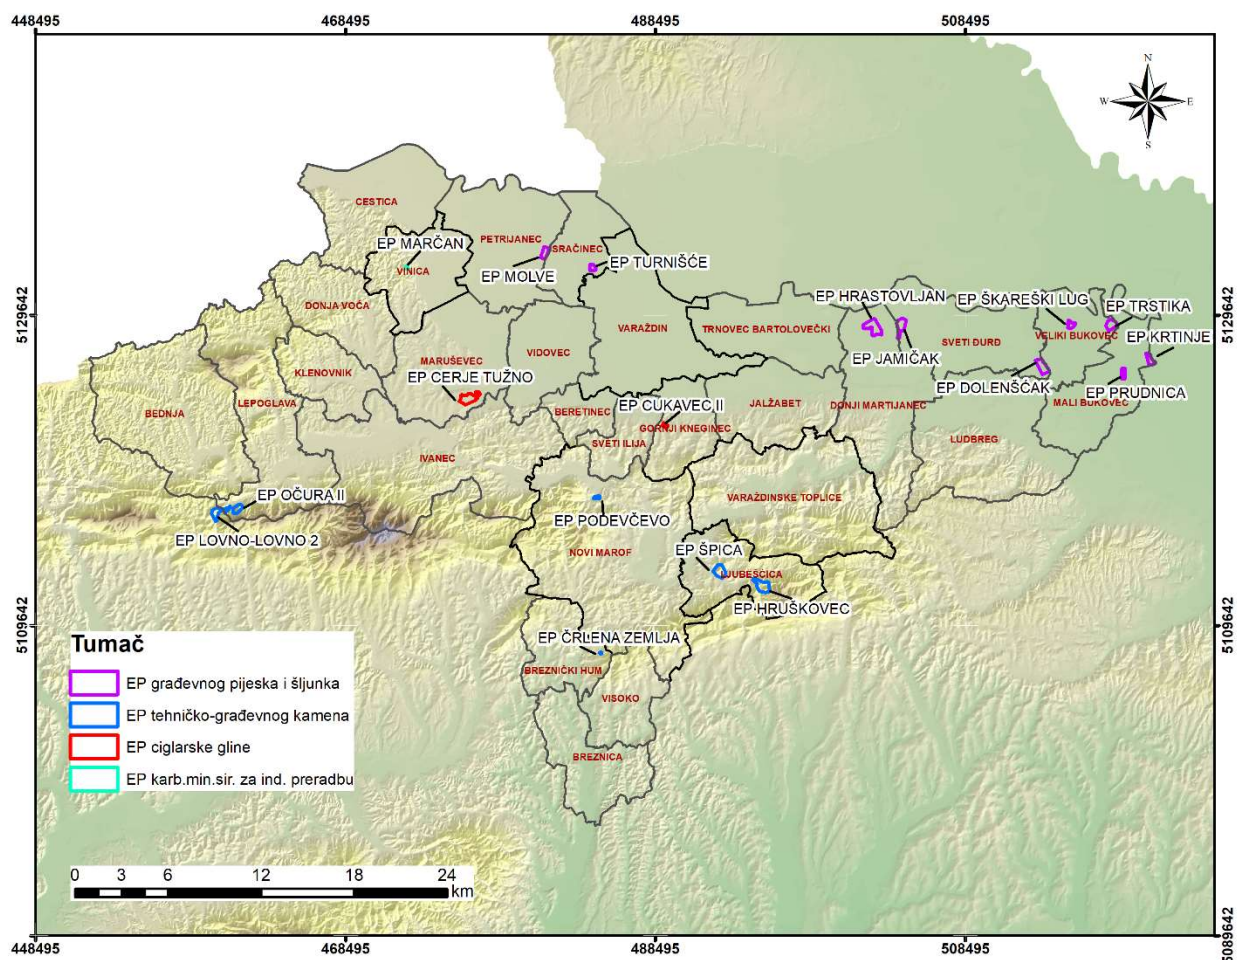 448495
468495
488495
508495
N
W
E
S
CESTICA
EP MARČAN
VINICA
PETRIJANEC
SRAČINEC
EP MOLVE
EP TURNIŠĆE
DONJA VOĆA
5129642
5129642
VARAŽDIN
TRNOVEC BARTOLOVEČKI
EP HRASTOVLJAN
EP JAMIČAK
EP ŠKAREŠKI LUG
EP TRSTIKA
VELIKI BUKOVEC
EP KRTINJE
SVETI ĐURĐ
EP DOLENŠČAK
EP PRUDNICA
MALI BUKOVEC
KLENOVNIK
MARUŠEVEC
VIDOVEC
EP CERJE TUŽNO
BEDNJA
LEPOGLAVA
BERETINEC
EP CUKAVEC II
GORNJI KNEGINEC
JALŽABET
DONJI MARTIJANEC
SVETI ILIJA
LUDBREG
IVANEC
EP OČURA II
EP LOVNO-LOVNO 2
VARAŽDINSKE TOPLICE
EP PODEVČEVO
NOVI MAROF
EP ŠPICA
LJUBEŠĆICA
EP HRUŠKOVEC
5109642
5109642
EP ČRLENA ZEMLJA
BREZNIČKI HUM
VISOKO
BREZNICA
Tumač
EP građevnog pijeska i šljunka
EP tehničko-građevnog kamena
EP ciglarske gline
EP karb.min.sir. za ind. preradbu
0 3 6 12 18 24
km
5089642
448495
468495
488495
508495